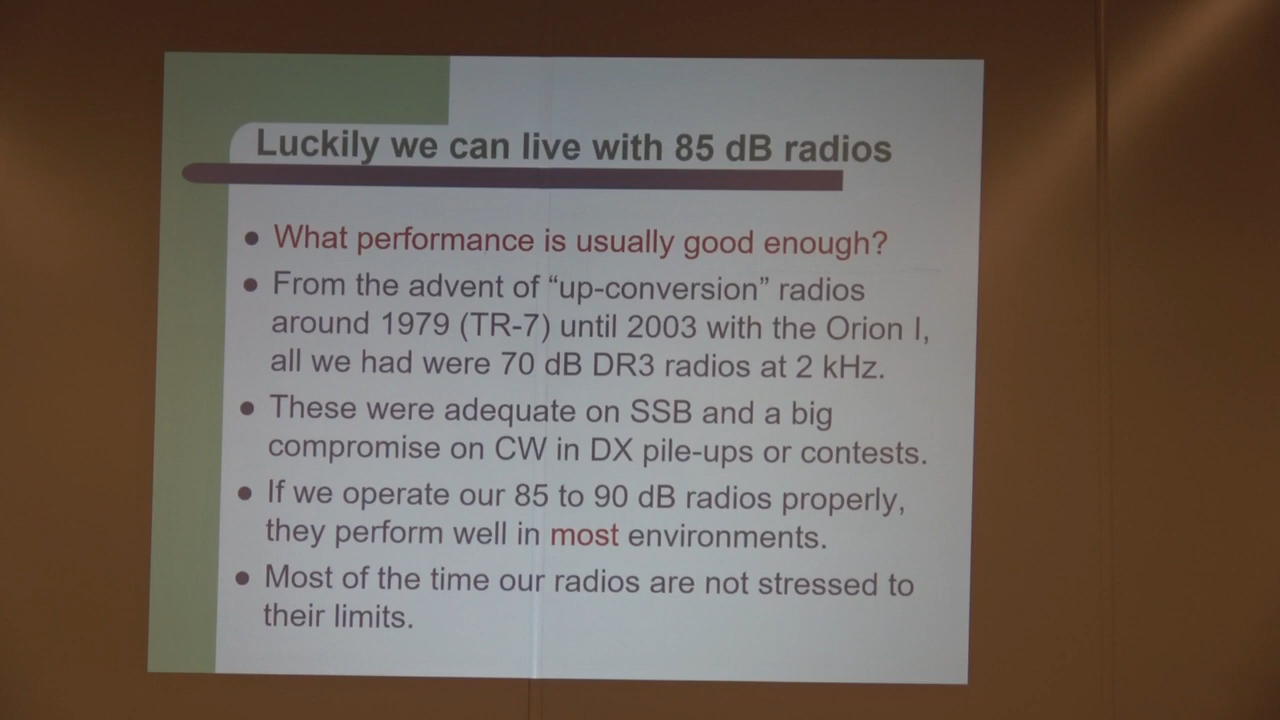 Luckily we can live with 85 dB radios
● What performance is usually good enough?
● From the advent of “up-conversion” radios
around 1979 (TR-7) until 2003 with the Orion I,
all we had were 70 dB DR3 radios at 2 kHz.
● These were adequate on SSB and a big
compromise on CW in DX pile-ups or contests.
● If we operate our 85 to 90 dB radios properly,
they perform well in most environments.
● Most of the time our radios are not stressed to
their limits.